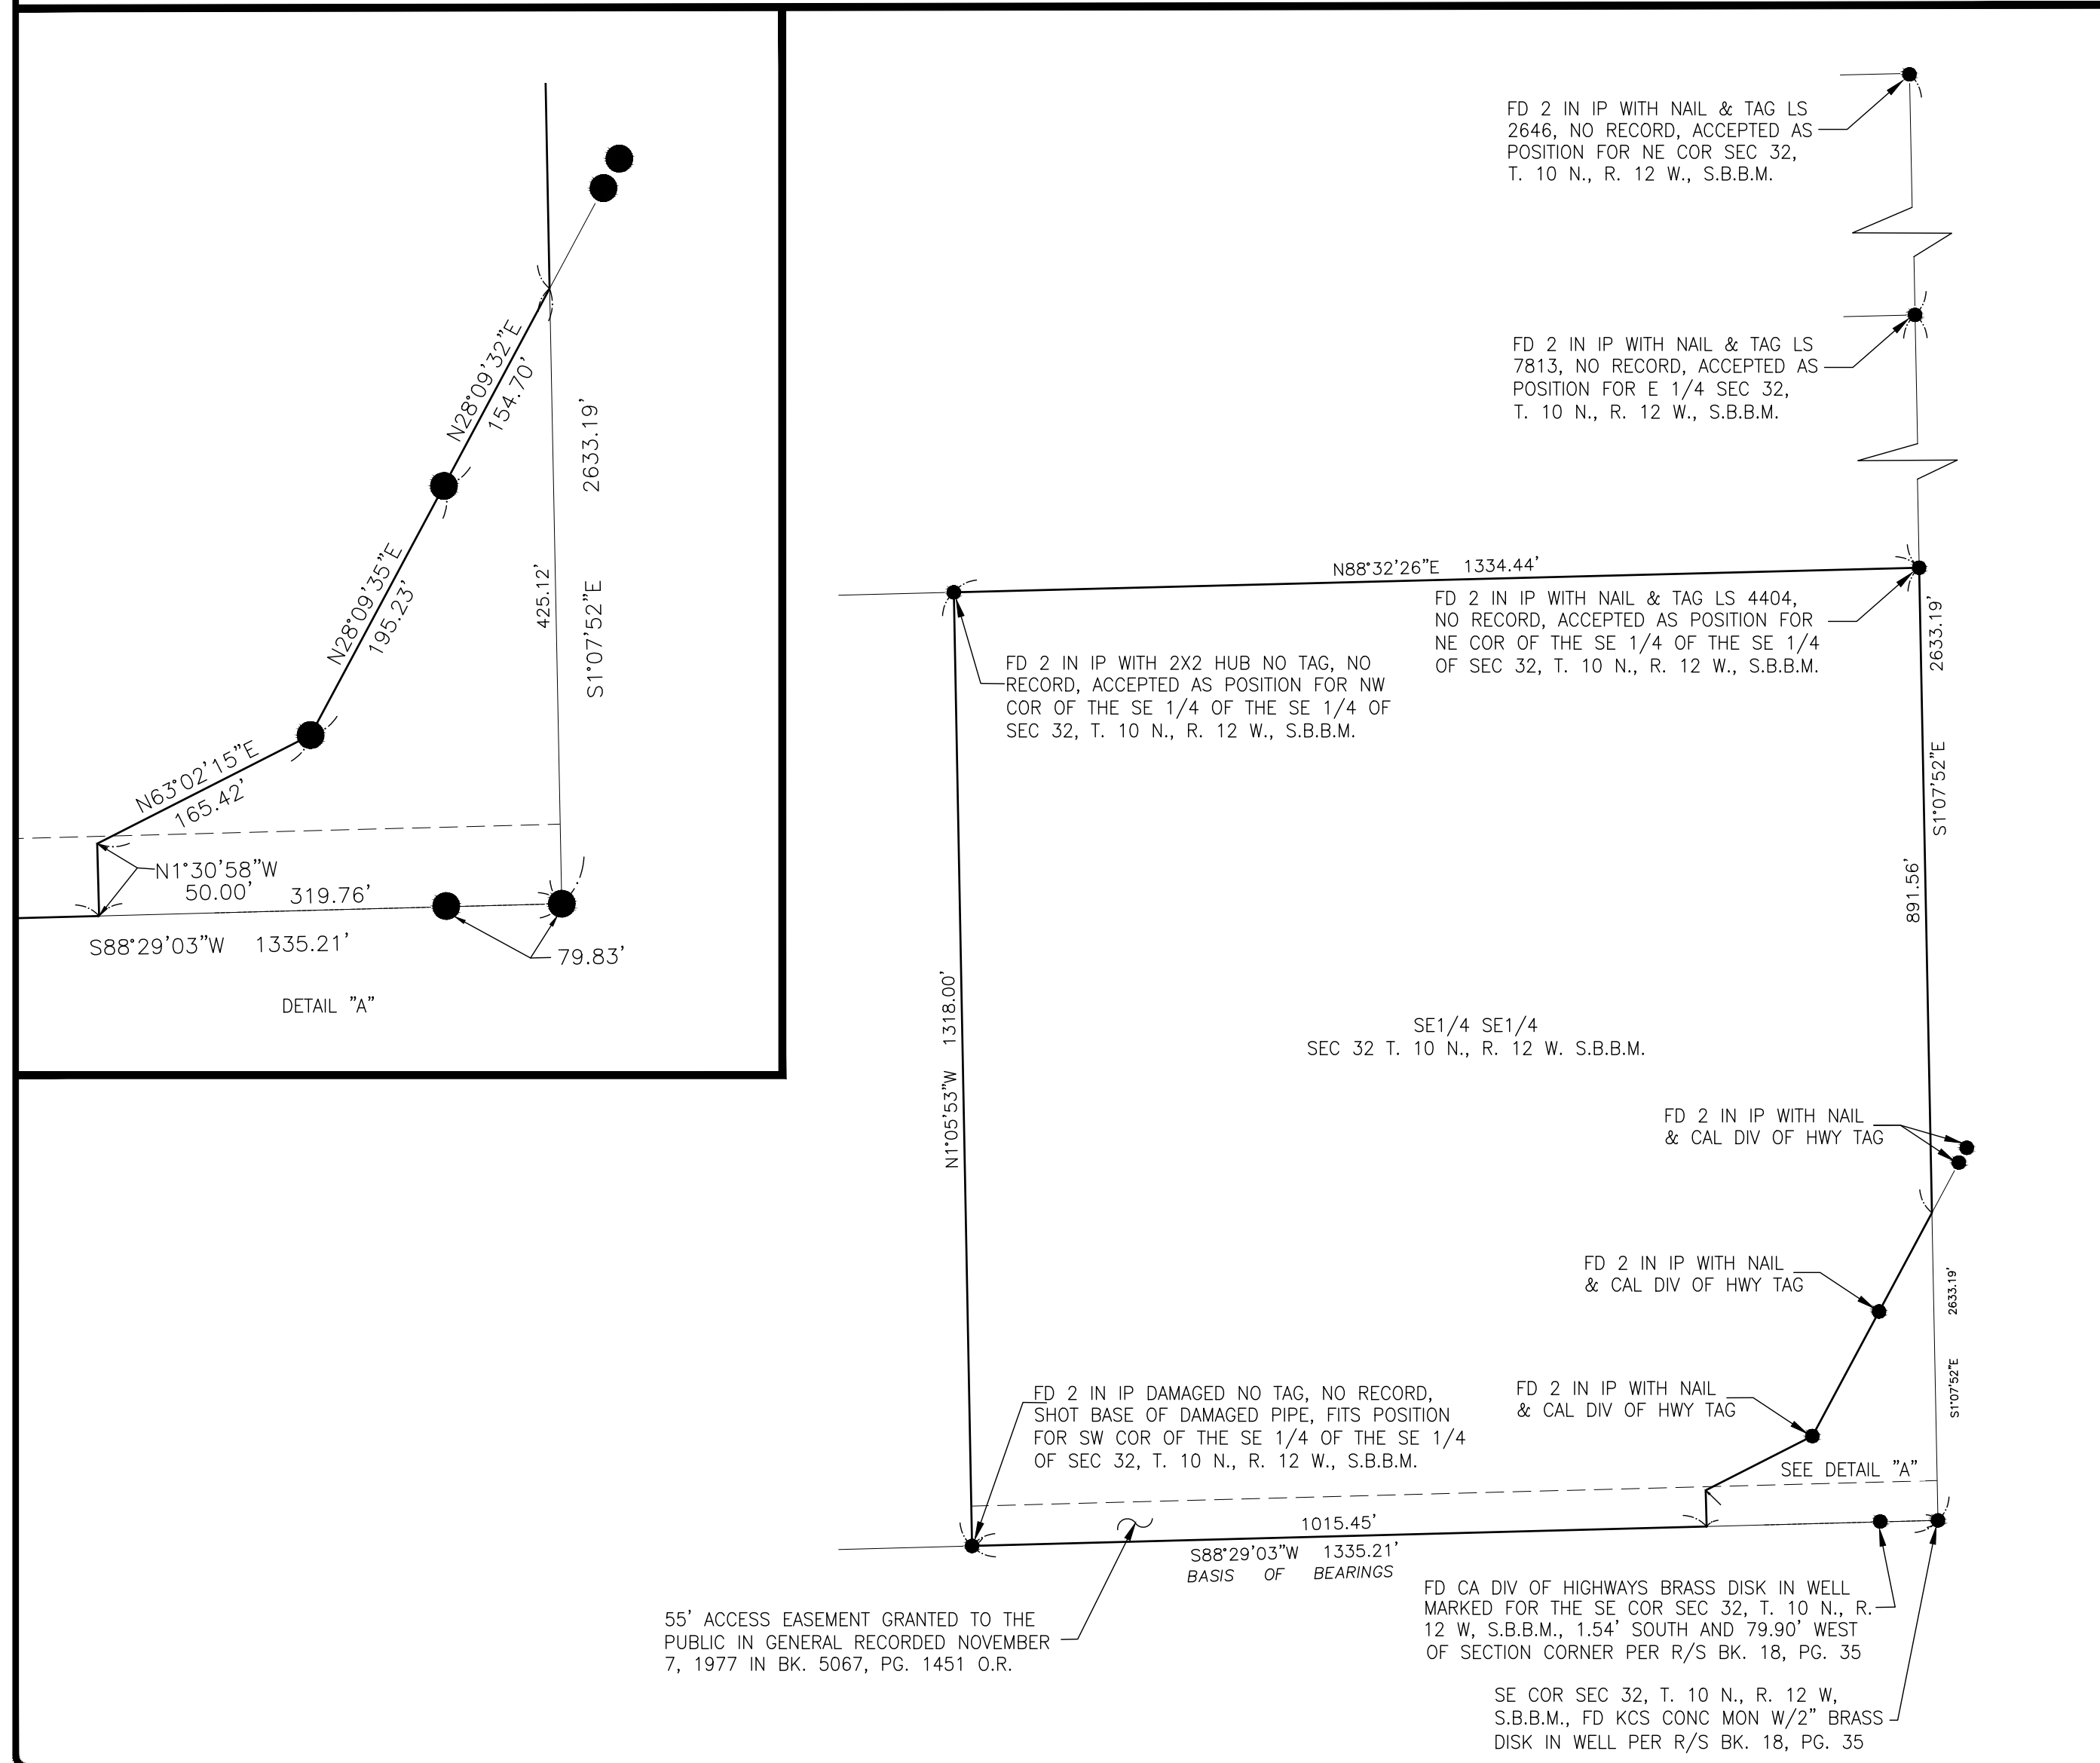 N28°09'32"E
154.70'
2633.19'
N28°09'35"E
195.23'
425.12'
S1°07'52"E
N63°02'15"E
165.42'
N1°30'58"W
50.00'
319.76'
S88°29'03"W 1335.21'
79.83'
DETAIL "A"
FD 2 IN IP WITH NAIL & TAG LS
2646, NO RECORD, ACCEPTED AS
POSITION FOR NE COR SEC 32,
T. 10 N., R. 12 W., S.B.B.M.
FD 2 IN IP WITH NAIL & TAG LS
7813, NO RECORD, ACCEPTED AS
POSITION FOR E 1/4 SEC 32,
T. 10 N., R. 12 W., S.B.B.M.
N88°32'26"E 1334.44'
FD 2 IN IP WITH NAIL & TAG LS 4404,
NO RECORD, ACCEPTED AS POSITION FOR
NE COR OF THE SE 1/4 OF THE SE 1/4
OF SEC 32, T. 10 N., R. 12 W., S.B.B.M.
2633.19'
S1°07'52"E
891.56'
FD 2 IN IP WITH 2X2 HUB NO TAG, NO
RECORD, ACCEPTED AS POSITION FOR NW
COR OF THE SE 1/4 OF THE SE 1/4 OF
SEC 32, T. 10 N., R. 12 W., S.B.B.M.
N1°05'53"W 1318.00'
SE1/4 SE1/4
SEC 32 T. 10 N., R. 12 W. S.B.B.M.
FD 2 IN IP WITH NAIL
& CAL DIV OF HWY TAG
FD 2 IN IP WITH NAIL
& CAL DIV OF HWY TAG
2633.19'
S1°07'52"E
FD 2 IN IP WITH NAIL
& CAL DIV OF HWY TAG
FD 2 IN IP DAMAGED NO TAG, NO RECORD,
SHOT BASE OF DAMAGED PIPE, FITS POSITION
FOR SW COR OF THE SE 1/4 OF THE SE 1/4
OF SEC 32, T. 10 N., R. 12 W., S.B.B.M.
SEE DETAIL "A"
1015.45'
S88°29'03"W 1335.21'
BASIS OF BEARINGS
55' ACCESS EASEMENT GRANTED TO THE
PUBLIC IN GENERAL RECORDED NOVEMBER
7, 1977 IN BK. 5067, PG. 1451 O.R.
FD CA DIV OF HIGHWAYS BRASS DISK IN WELL
MARKED FOR THE SE COR SEC 32, T. 10 N., R.
12 W, S.B.B.M., 1.54' SOUTH AND 79.90' WEST
OF SECTION CORNER PER R/S BK. 18, PG. 35
SE COR SEC 32, T. 10 N., R. 12 W,
S.B.B.M., FD KCS CONC MON W/2" BRASS
DISK IN WELL PER R/S BK. 18, PG. 35